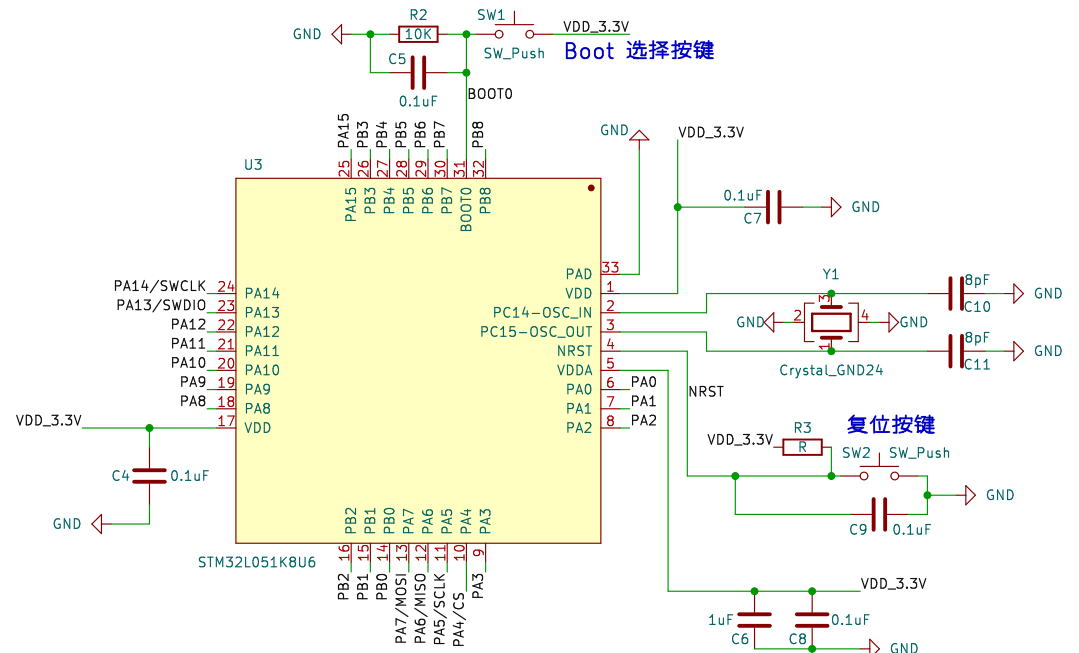 R2
SW1
GND
10K
VDD_3.3V
C5
SW_Push
Boot 选择按键
0.1uF
BOOT0
PA15
PB3
PB4
PB5
PB6
PB7
PB8
GND
VDD_3.3V
U3
25
26
27
28
29
30
31
32
PA15
PB3
PB4
PB5
PB6
PB7
BOOT0
PB8
0.1uF
GND
C7
PAD 33
VDD 1
PC14-OSC_IN 2
PC15-OSC_OUT 3
NRST 4
VDDA 5
PA0 6 PA0
PA1 7 PA1
PA2 8 PA2
PA14/SWCLK 24 PA14
PA13/SWDIO 23 PA13
PA12 22 PA12
PA11 21 PA11
PA10 20 PA10
PA9 19 PA9
PA8 18 PA8
VDD_3.3V 17 VDD
Y1
3
GND 2
4 GND
1
Crystal_GND24
8pF
GND
C10
8pF
GND
C11
NRST
复位按键
R3
VDD_3.3V
R
SW2
SW_Push
GND
C9
0.1uF
C4
0.1uF
GND
PB2
PB1
PB0
PA7
PA6
PA5
PA4
PA3
16
15
14
13
12
11
10
9
STM32L051K8U6
PB2
PB1
PB0
PA7/MOSI
PA6/MISO
PA5/SCLK
PA4/CS
PA3
VDD_3.3V
1uF
0.1uF
C6
C8
GND